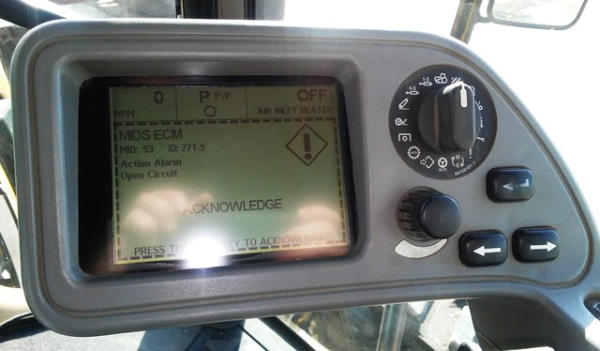 0 P P/P OFF
RPM AIR INLET HEATER
MIDS ECM
MID: 53 ID: 271-5
Action Alarm
Open Circuit
ACKNOWLEDGE
PRESS TO ACKNOWLEDGE